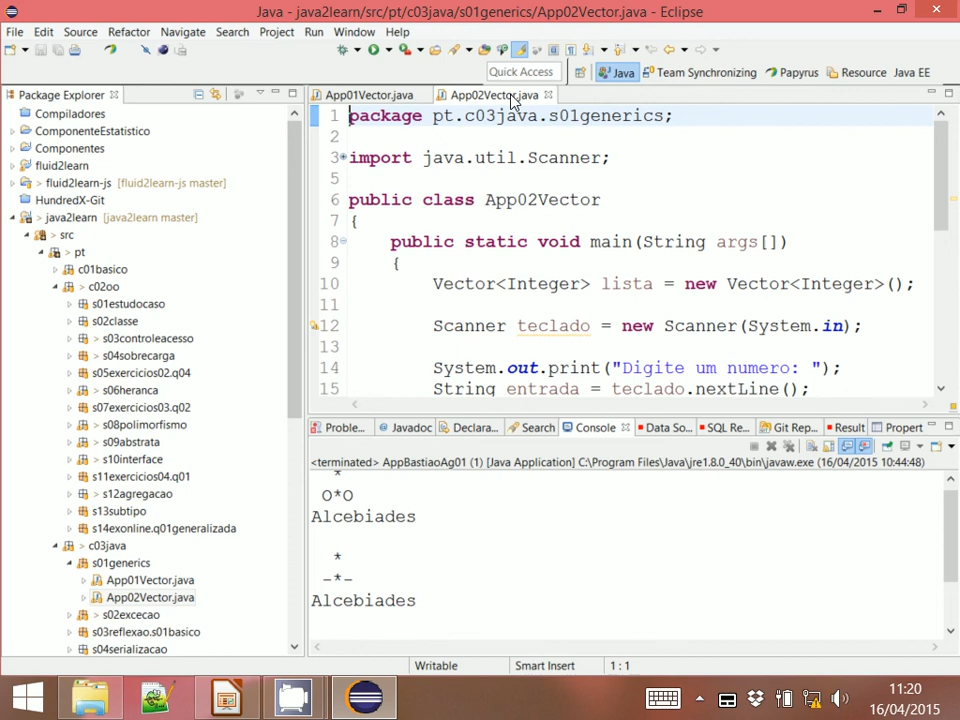 Java - java2learn/src/pt/c03java/s01generics/App02Vector.java - Eclipse
File Edit Source Refactor Navigate Search Project Run Window Help
Quick Access
Java Team Synchronizing Papyrus Resource Java EE
Package Explorer
Compiladores
ComponenteEstatistico
Componentes
fluid2learn
> fluid2learn-js [fluid2learn-js master]
HundredX-Git
> java2learn [java2learn master]
> src
> pt
c01basico
> c02oo
s01estudocaso
s02classe
> s03controleacesso
> s04sobrecarga
s05exercicios02.q04
> s06heranca
s07exercicios03.q02
> s08polimorfismo
s09abstrata
> s10interface
s11exercicios04.q01
> s12agregacao
s13subtipo
s14exonline.q01generalizada
> c03java
s01generics
App01Vector.java
App02Vector.java
> s02excecao
s03reflexao.s01basico
s04serializacao
App01Vector.java App02Vector.java
1 package pt.c03java.s01generics;
2
3 import java.util.Scanner;
5
6 public class App02Vector
7 {
8 public static void main(String args[])
9 {
10 Vector<Integer> lista = new Vector<Integer>();
11
12 Scanner teclado = new Scanner(System.in);
13
14 System.out.print("Digite um numero: ");
15 String entrada = teclado.nextLine();
Proble... Javadoc Declara... Search Console Data So... SQL Re... Git Rep... Result Propert
<terminated> AppBastiaoAg01 (1) [Java Application] C:\Program Files\Java\jre1.8.0_40\bin\javaw.exe (16/04/2015 10:44:48)
*
O*O
Alcebiades
*
-*-
Alcebiades
Writable Smart Insert 1 : 1
11:20
16/04/2015